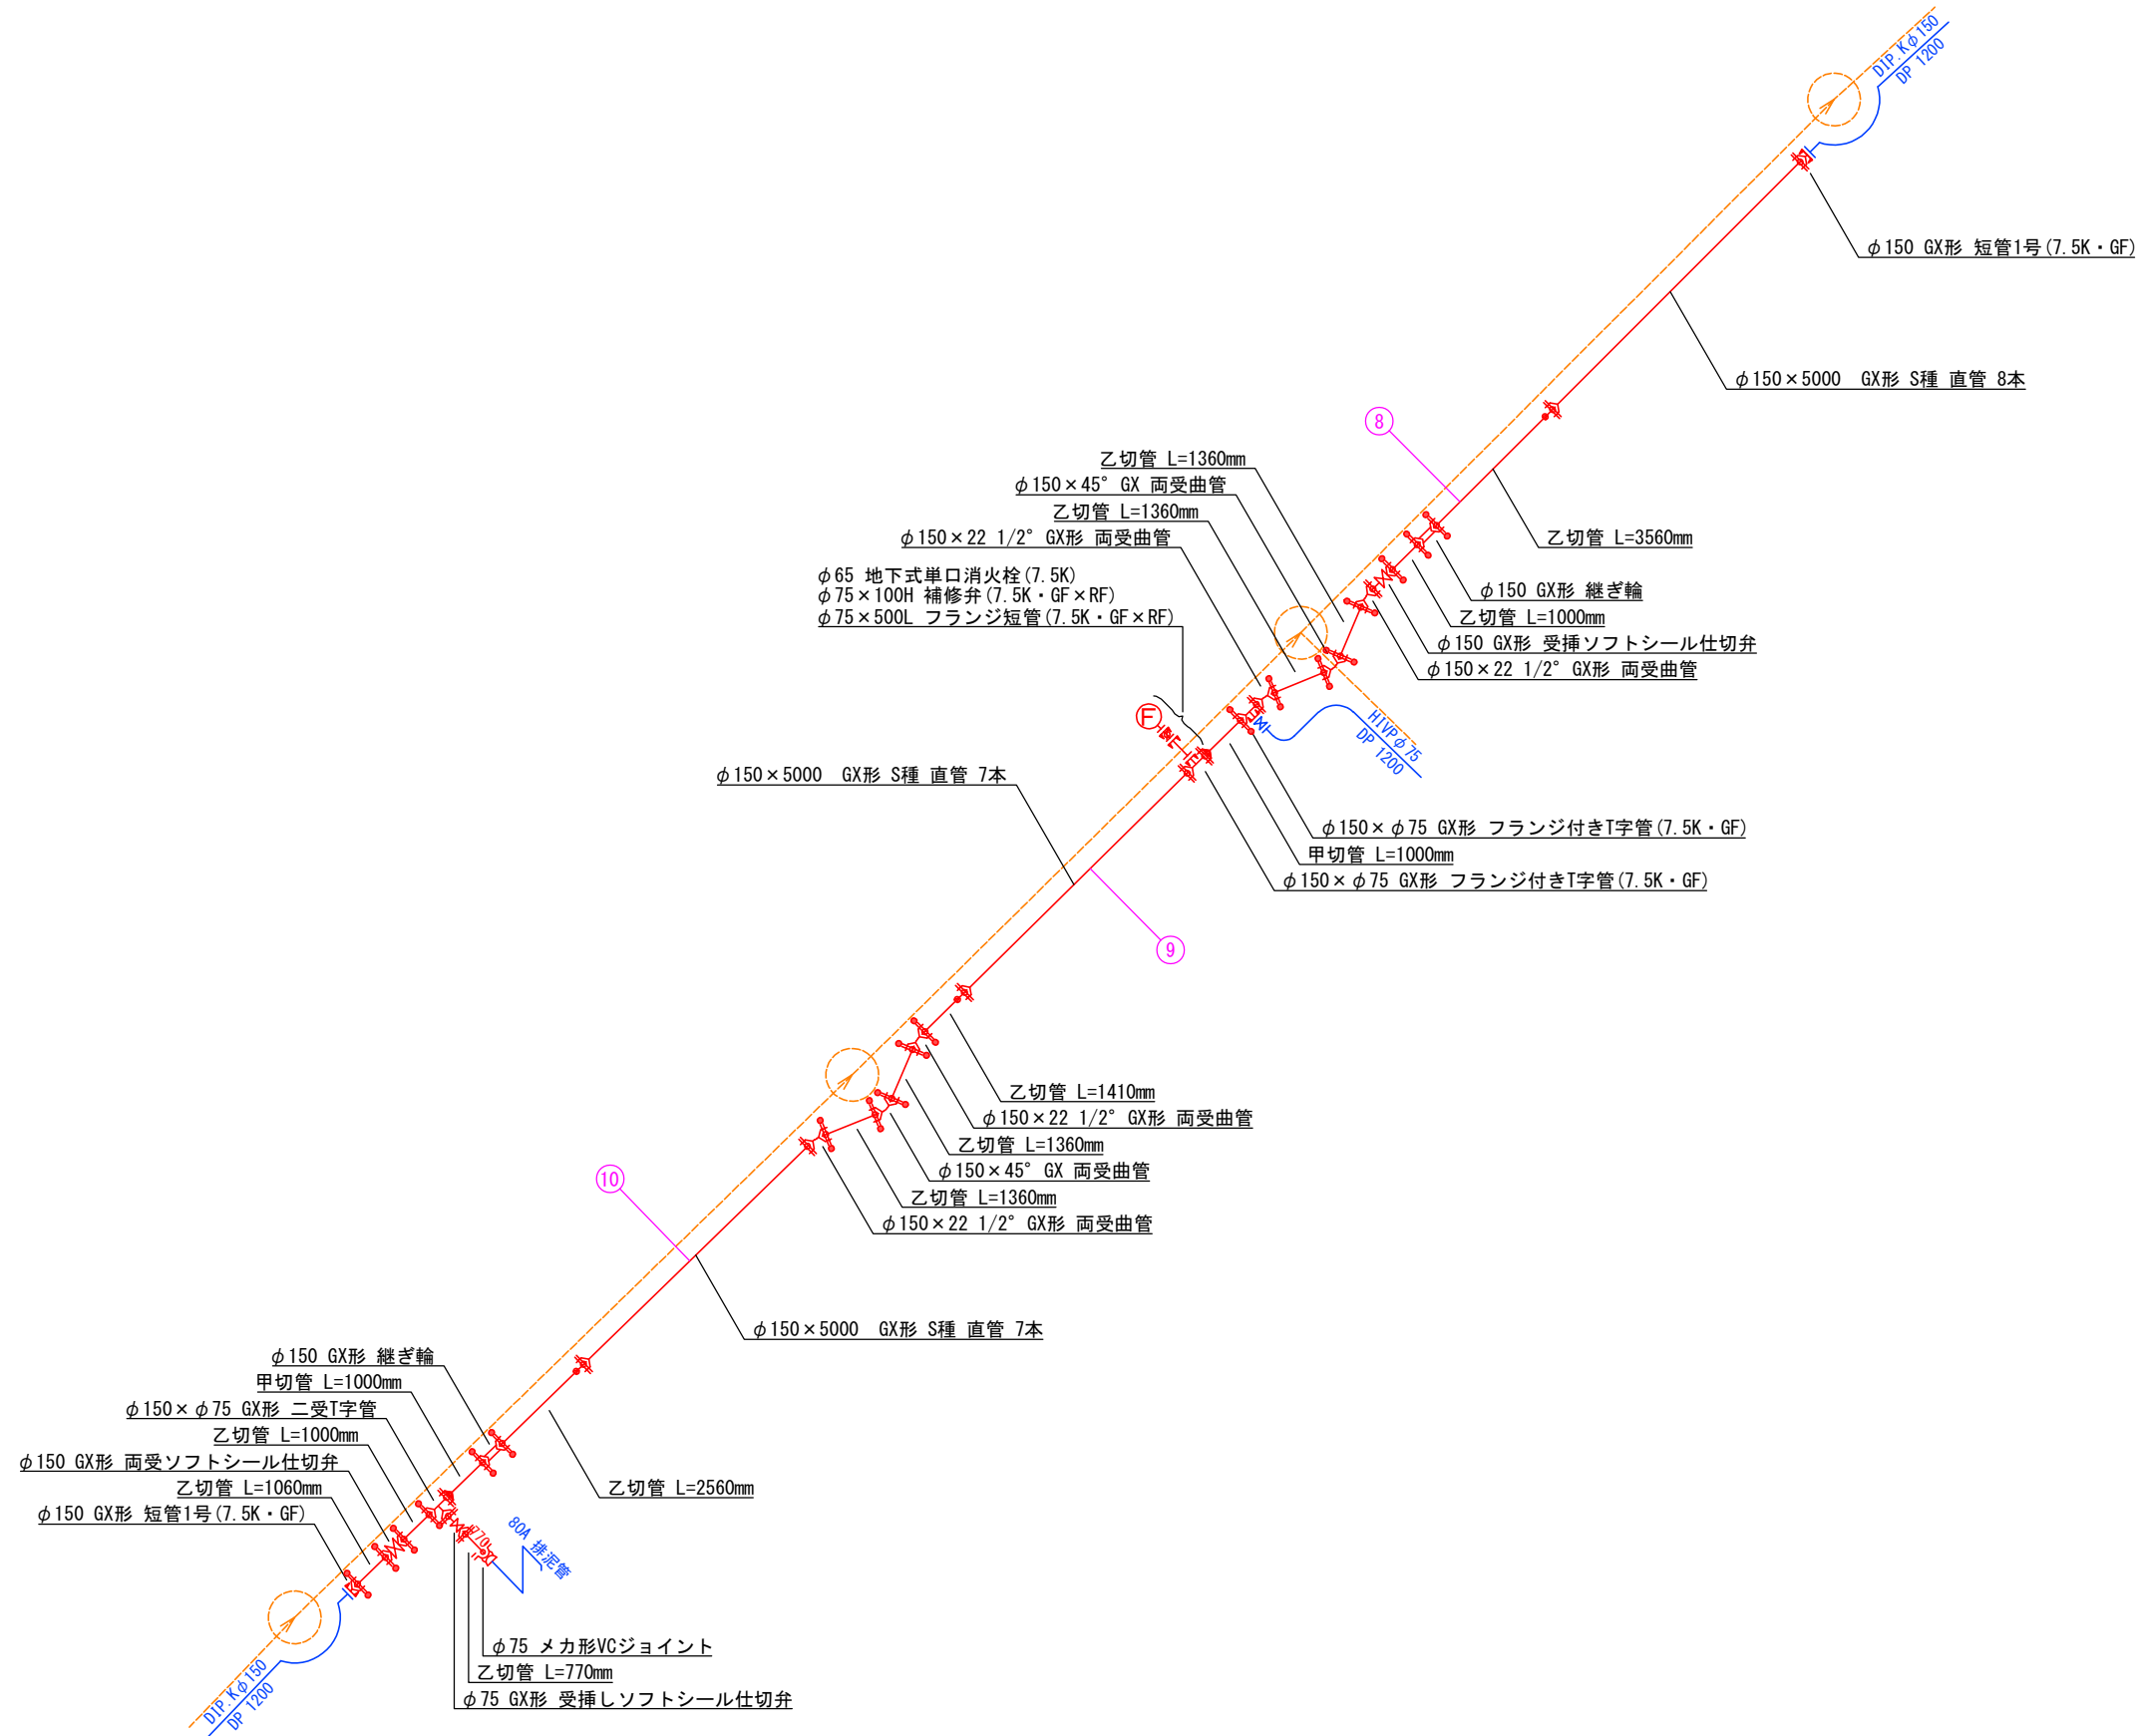 DIP.Kφ150
DP 1200
φ150 GX形 短管1号(7.5K・GF)
φ150×5000 GX形 S種 直管 8本
⑧
乙切管 L=1360mm
φ150×45° GX 両受曲管
乙切管 L=1360mm
φ150×22 1/2° GX形 両受曲管
φ65 地下式単口消火栓(7.5K)
φ75×100H 補修弁(7.5K・GF×RF)
φ75×500L フランジ短管(7.5K・GF×RF)
乙切管 L=3560mm
φ150 GX形 継ぎ輪
乙切管 L=1000mm
φ150 GX形 受挿ソフトシール仕切弁
φ150×22 1/2° GX形 両受曲管
F
HIVPφ75
DP 1200
φ150×5000 GX形 S種 直管 7本
φ150×φ75 GX形 フランジ付きT字管(7.5K・GF)
甲切管 L=1000mm
φ150×φ75 GX形 フランジ付きT字管(7.5K・GF)
⑨
乙切管 L=1410mm
φ150×22 1/2° GX形 両受曲管
乙切管 L=1360mm
φ150×45° GX 両受曲管
乙切管 L=1360mm
φ150×22 1/2° GX形 両受曲管
⑩
φ150×5000 GX形 S種 直管 7本
φ150 GX形 継ぎ輪
甲切管 L=1000mm
φ150×φ75 GX形 二受T字管
乙切管 L=1000mm
φ150 GX形 両受ソフトシール仕切弁
乙切管 L=1060mm
φ150 GX形 短管1号(7.5K・GF)
乙切管 L=2560mm
770
80A 排泥管
φ75 メカ形VCジョイント
乙切管 L=770mm
φ75 GX形 受挿しソフトシール仕切弁
DIP.Kφ150
DP 1200